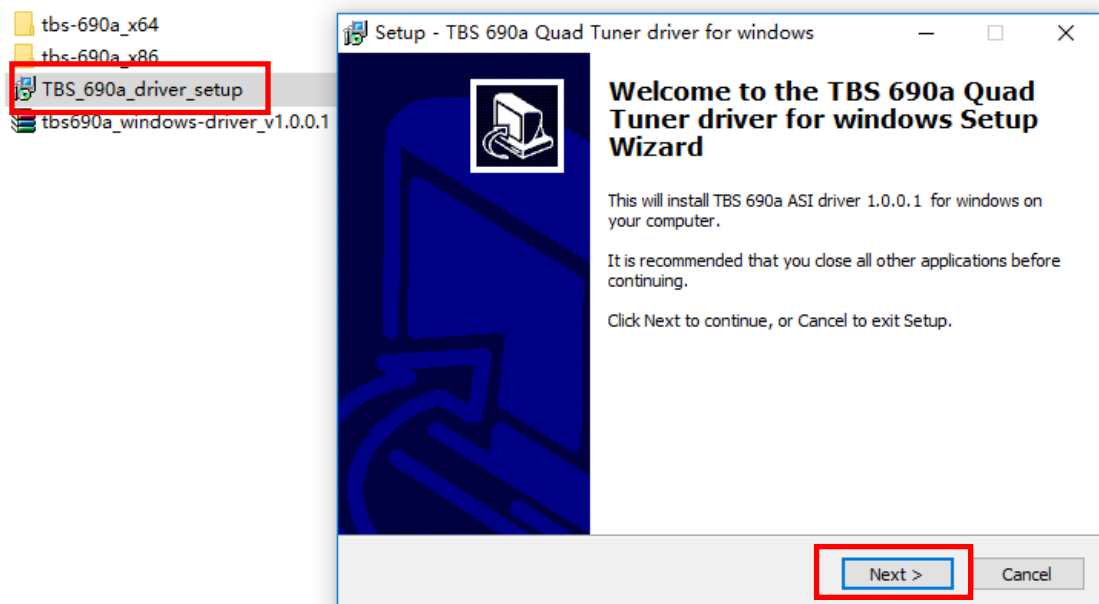 tbs-690a_x64
tbs-690a_x86
TBS_690a_driver_setup
tbs690a_windows-driver_v1.0.0.1
Setup - TBS 690a Quad Tuner driver for windows
Welcome to the TBS 690a Quad
Tuner driver for windows Setup
Wizard
This will install TBS 690a ASI driver 1.0.0.1 for windows on
your computer.
It is recommended that you close all other applications before
continuing.
Click Next to continue, or Cancel to exit Setup.
Next >
Cancel